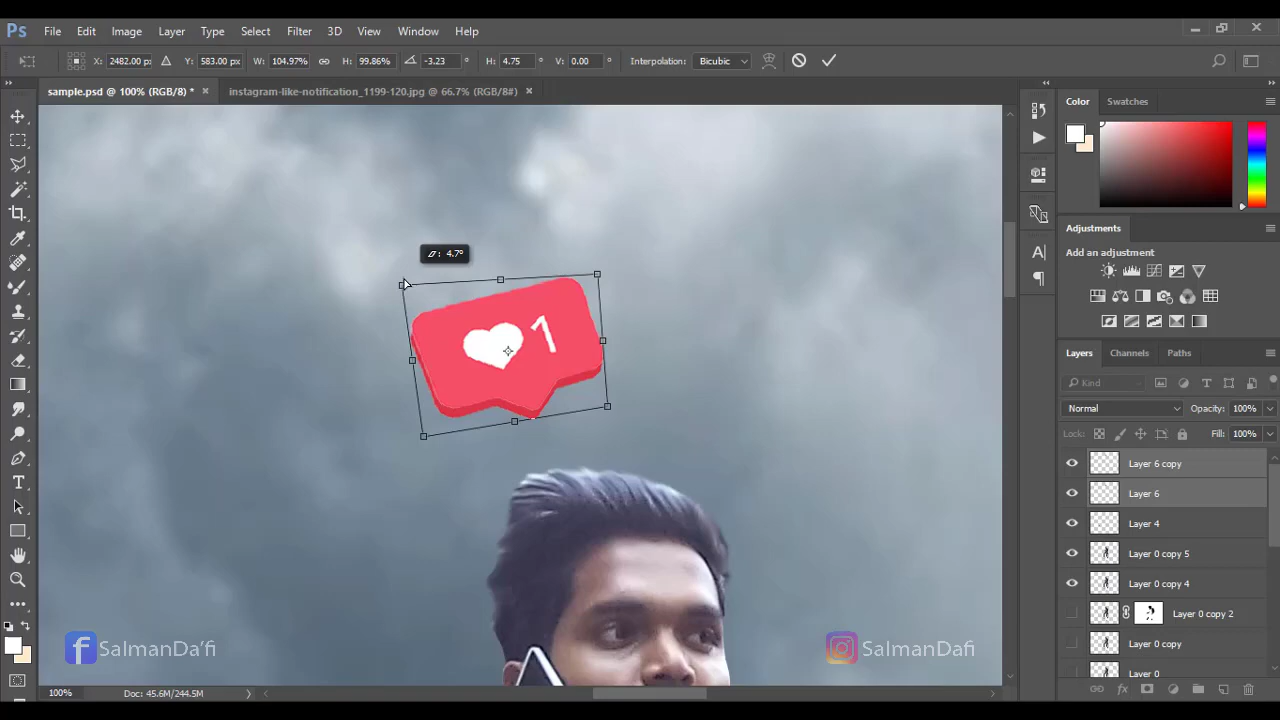 Ps File Edit Image Layer Type Select Filter 3D View Window Help
X: 2482.00 px Y: 583.00 px W: 104.97% H: 99.86% -3.23 ° H: 4.75 ° V: 0.00 ° Interpolation: Bicubic
sample.psd @ 100% (RGB/8) * × instagram-like-notification_1199-120.jpg @ 66.7% (RGB/8#) ×
Color Swatches
Adjustments
Add an adjustment
4.7°
1
Layers Channels Paths
Kind
Normal Opacity: 100%
Lock: Fill: 100%
Layer 6 copy
Layer 6
Layer 4
Layer 0 copy 5
Layer 0 copy 4
Layer 0 copy 2
Layer 0 copy
Layer 0
f SalmanDa'fi
SalmanDafi
100% Doc: 45.6M/244.5M